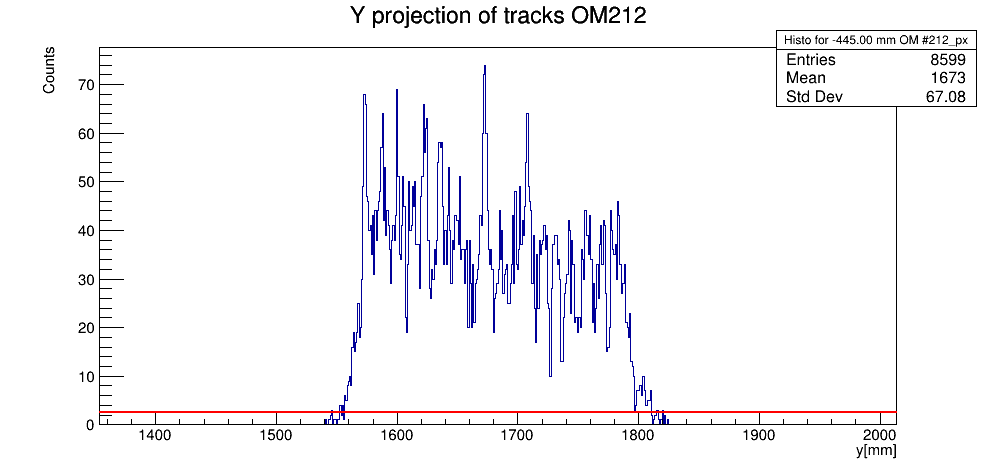 Y projection of tracks OM212
Histo for -445.00 mm OM #212_px
Entries 8599
Mean 1673
Std Dev 67.08
Counts
70
60
50
40
30
20
10
0
1400 1500 1600 1700 1800 1900 2000
y[mm]